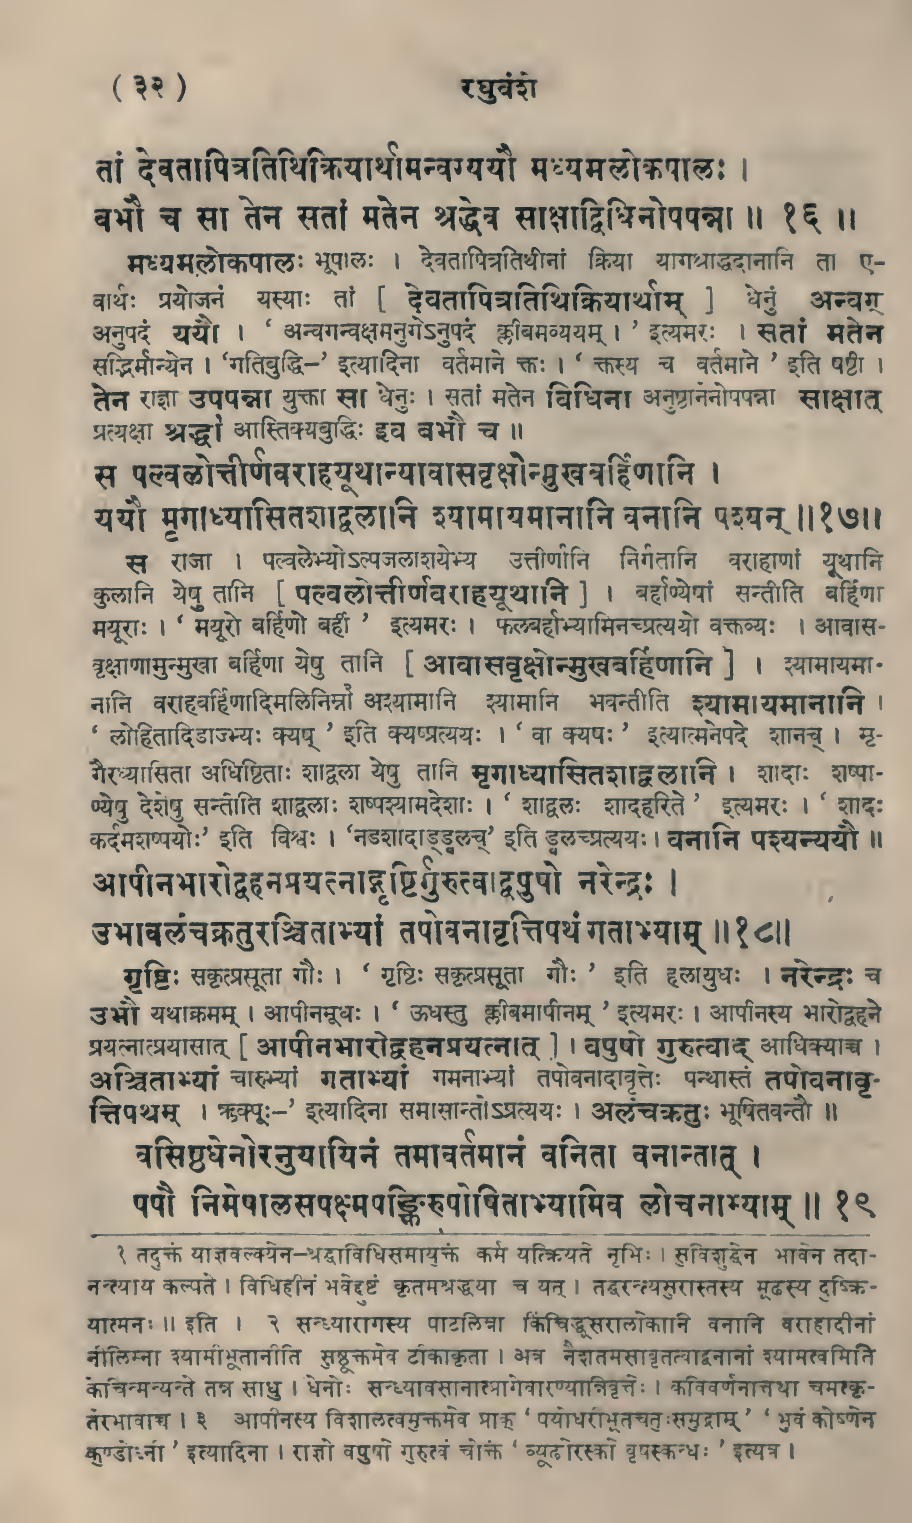 ( ३२ ) रघुवंशे
तां देवतापित्रतिथिक्रियार्थामन्वग्ययौ मध्यमलोकपालः ।
बभौ च सा तेन सतां मतेन श्रद्धेव साक्षाद्विधिनोपपन्ना ॥ १६ ॥
मध्यमलोकपालः भूपालः । देवतापित्रतिथीनां क्रिया यागश्राद्धदानानि ता ए-
वार्थः प्रयोजनं यस्याः तां [ देवतापित्रतिथिक्रियार्थाम् ] धेनुं अन्वग्
अनुपदं ययौ । ' अन्वगन्वक्षमनुगेऽनुपदं क्लीबमव्ययम् । ' इत्यमरः । सतां मतेन
सद्भिर्मान्येन । 'गतिबुद्धि–' इत्यादिना वर्तमाने क्तः । ' क्तस्य च वर्तमाने ' इति षष्ठी ।
तेन राज्ञा उपपन्ना युक्ता सा धेनुः । सतां मतेन विधिना अनुष्ठानेनोपपन्ना साक्षात्
प्रत्यक्षा श्रद्धा आस्तिक्यबुद्धिः इव बभौ च ॥
स पल्वलोत्तीर्णवराहयूथान्यावासवृक्षोन्मुखबर्हिणानि ।
ययौ मृगाध्यासितशाद्वलानि श्यामायमानानि वनानि पश्यन् ॥१७॥
स राजा । पल्वलेभ्योऽल्पजलाशयेभ्य उत्तीर्णानि निर्गतानि वराहाणां यूथानि
कुलानि येषु तानि [ पल्वलोत्तीर्णवराहयूथानि ] । बर्हाण्येषां सन्तीति बर्हिणा
मयूराः । ' मयूरो बर्हिणो बर्ही ' इत्यमरः । फलबर्हाभ्यामिनच्प्रत्ययो वक्तव्यः । आवास-
वृक्षाणामुन्मुखा बर्हिणा येषु तानि [ आवासवृक्षोन्मुखबर्हिणानि ] । श्यामायमा-
नानि वराहबर्हिणादिमलिनिम्ना अश्यामानि श्यामानि भवन्तीति श्यामायमानानि ।
' लोहितादिडाज्भ्यः क्यष् ' इति क्यष्प्रत्ययः । ' वा क्यषः ' इत्यात्मनेपदे शानच् । मृ-
गैरध्यासिता अधिष्ठिताः शाद्वला येषु तानि मृगाध्यासितशाद्वलानि । शादाः शष्पा-
ण्येषु देशेषु सन्तीति शाद्वलाः शष्पश्यामदेशाः । ' शाद्वलः शादहरिते ' इत्यमरः । ' शादः
कर्दमशष्पयोः' इति विश्वः । 'नडशादाड्ड्वलच्' इति ड्वलच्प्रत्ययः । वनानि पश्यन्ययौ ॥
आपीनभारोद्वहनप्रयत्नाद्गृष्टिर्गुरुत्वाद्वपुषो नरेन्द्रः ।
उभावलंचक्रतुरञ्चिताभ्यां तपोवनावृत्तिपथं गताभ्याम् ॥१८॥
गृष्टिः सकृत्प्रसूता गौः । ' गृष्टिः सकृत्प्रसूता गौः ' इति हलायुधः । नरेन्द्रः च
उभौ यथाक्रमम् । आपीनमूधः । ' ऊधस्तु क्लीबमापीनम् ' इत्यमरः । आपीनस्य भारोद्वहने
प्रयत्नात्प्रयासात् [ आपीनभारोद्वहनप्रयत्नात् ] । वपुषो गुरुत्वाद् आधिक्याच्च ।
अञ्चिताभ्यां चारुभ्यां गताभ्यां गमनाभ्यां तपोवनादावृत्तेः पन्थास्तं तपोवनावृ-
त्तिपथम् । ऋक्पूः–' इत्यादिना समासान्तोऽप्रत्ययः । अलंचक्रतुः भूषितवन्तौ ॥
वसिष्ठधेनोरनुयायिनं तमावर्तमानं वनिता वनान्तात् ।
पपौ निमेषालसपक्ष्मपङ्क्तिरुपोषिताभ्यामिव लोचनाभ्याम् ॥ १९
१ तदुक्तं याज्ञवल्क्येन–श्रद्धाविधिसमायुक्तं कर्म यत्क्रियते नृभिः । सुविशुद्धेन भावेन तदा-
नन्त्याय कल्पते । विधिहीनं भवेद्दुष्टं कृतमश्रद्धया च यत् । तद्धरन्त्यसुरास्तस्य मूढस्य दुष्क्रि-
यात्मनः ॥ इति । २ सन्ध्यारागस्य पाटलिम्ना किंचिद्धूसरालोकानि वनानि वराहादीनां
नीलिम्ना श्यामीभूतानीति सुष्ठूक्तमेव टीकाकृता । अत्र नैशतमसावृतत्वाद्वनानां श्यामत्वमिति
केचिन्मन्यन्ते तन्न साधु । धेनोः सन्ध्यावसानात्प्रागेवारण्यान्निवृत्तेः । कविवर्णनात्तथा चमत्कृ-
तेरभावाच्च । ३ आपीनस्य विशालत्वमुक्तमेव प्राक् ' पयोधरीभूतचतुःसमुद्राम् ' ' भुवं कोष्णेन
कुण्डोध्नी ' इत्यादिना । राज्ञो वपुषो गुरुत्वं चोक्तं ' व्यूढोरस्को वृषस्कन्धः ' इत्यत्र ।